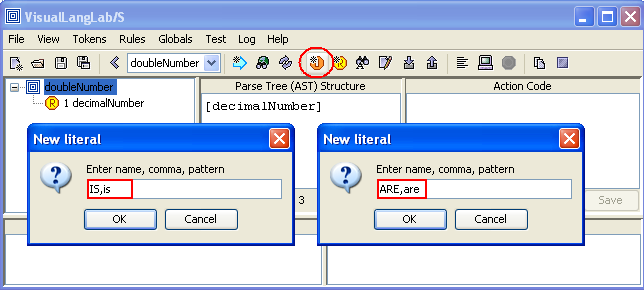 VisualLangLab/S
File View Tokens Rules Globals Test Log Help
doubleNumber
doubleNumber
R 1 decimalNumber
Parse Tree (AST) Structure
Action Code
[decimalNumber]
New literal
Enter name, comma, pattern
IS,is
OK Cancel
New literal
Enter name, comma, pattern
ARE,are
OK Cancel
3
Save